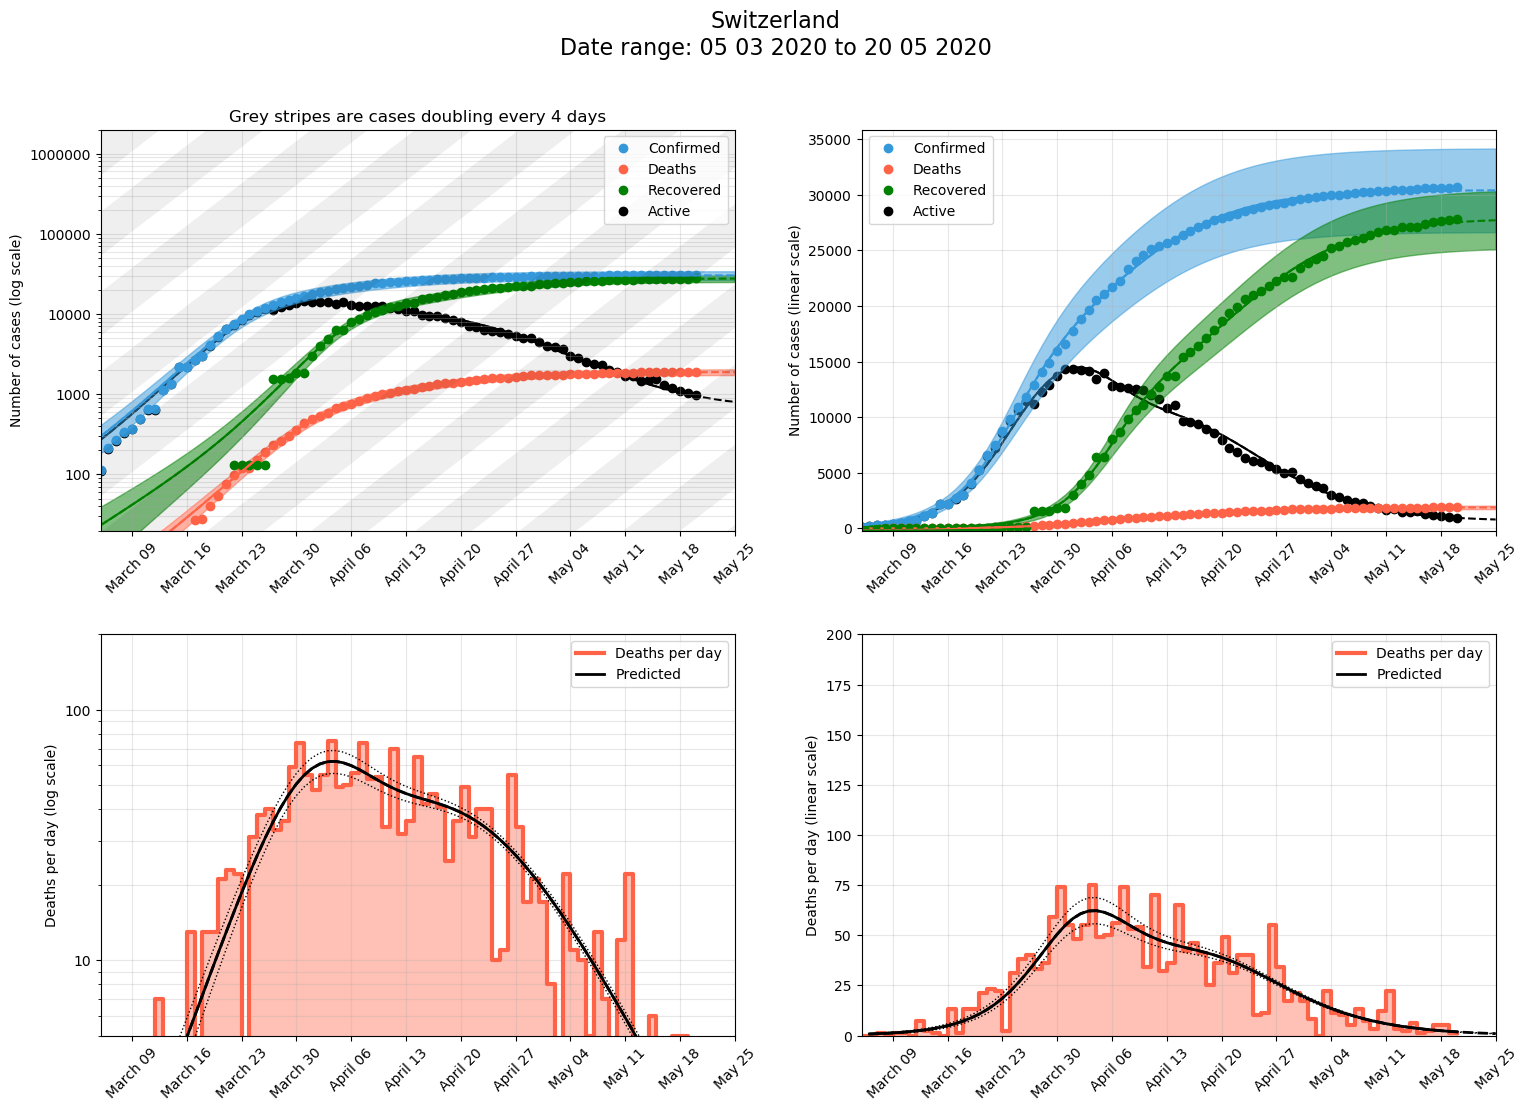 Switzerland
Date range: 05 03 2020 to 20 05 2020
Grey stripes are cases doubling every 4 days
Number of cases (log scale)
1000000
100000
10000
1000
100
Confirmed
Deaths
Recovered
Active
March 09
March 16
March 23
March 30
April 06
April 13
April 20
April 27
May 04
May 11
May 18
May 25
Number of cases (linear scale)
35000
30000
25000
20000
15000
10000
5000
0
Confirmed
Deaths
Recovered
Active
March 09
March 16
March 23
March 30
April 06
April 13
April 20
April 27
May 04
May 11
May 18
May 25
Deaths per day (log scale)
100
10
Deaths per day
Predicted
March 09
March 16
March 23
March 30
April 06
April 13
April 20
April 27
May 04
May 11
May 18
May 25
Deaths per day (linear scale)
200
175
150
125
100
75
50
25
0
Deaths per day
Predicted
March 09
March 16
March 23
March 30
April 06
April 13
April 20
April 27
May 04
May 11
May 18
May 25